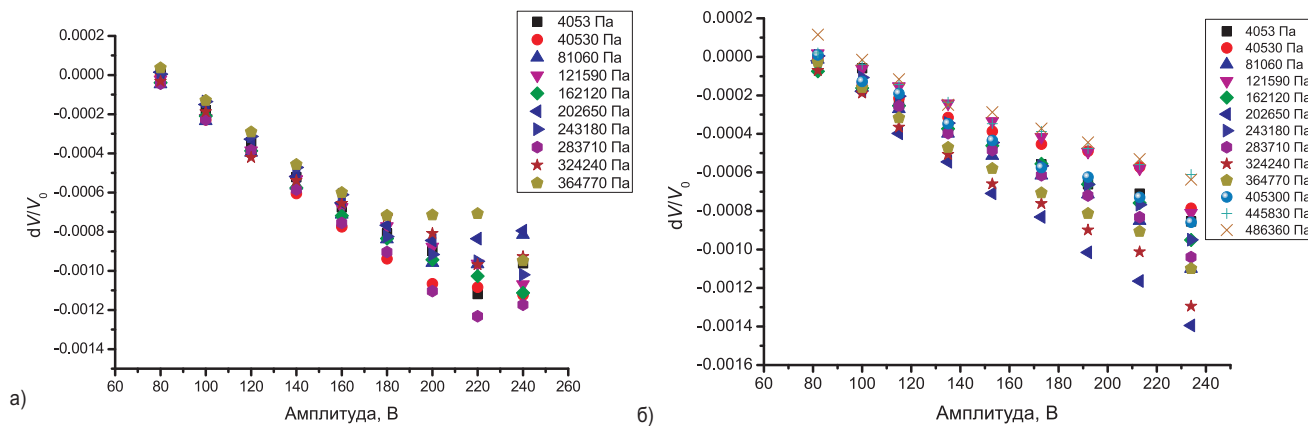 4053 Па
40530 Па
81060 Па
121590 Па
162120 Па
202650 Па
243180 Па
283710 Па
324240 Па
364770 Па
0.0002
0.0000
-0.0002
-0.0004
-0.0006
-0.0008
-0.0010
-0.0012
-0.0014
dV/V0
60 80 100 120 140 160 180 200 220 240 260
Амплитуда, В
а)
4053 Па
40530 Па
81060 Па
121590 Па
162120 Па
202650 Па
243180 Па
283710 Па
324240 Па
364770 Па
405300 Па
445830 Па
486360 Па
0.0002
0.0000
-0.0002
-0.0004
-0.0006
-0.0008
-0.0010
-0.0012
-0.0014
-0.0016
dV/V0
60 80 100 120 140 160 180 200 220 240
Амплитуда, В
б)